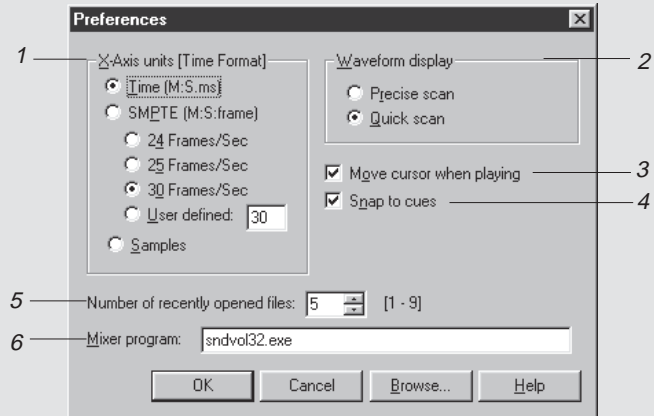 Preferences
1
X-Axis units [Time Format]
Time (M:S.ms)
SMPTE (M:S:frame)
24 Frames/Sec
25 Frames/Sec
30 Frames/Sec
User defined: 30
Samples
2
Waveform display
Precise scan
Quick scan
Move cursor when playing
3
Snap to cues
4
5
Number of recently opened files: 5 [1 - 9]
6
Mixer program: sndvol32.exe
OK Cancel Browse... Help